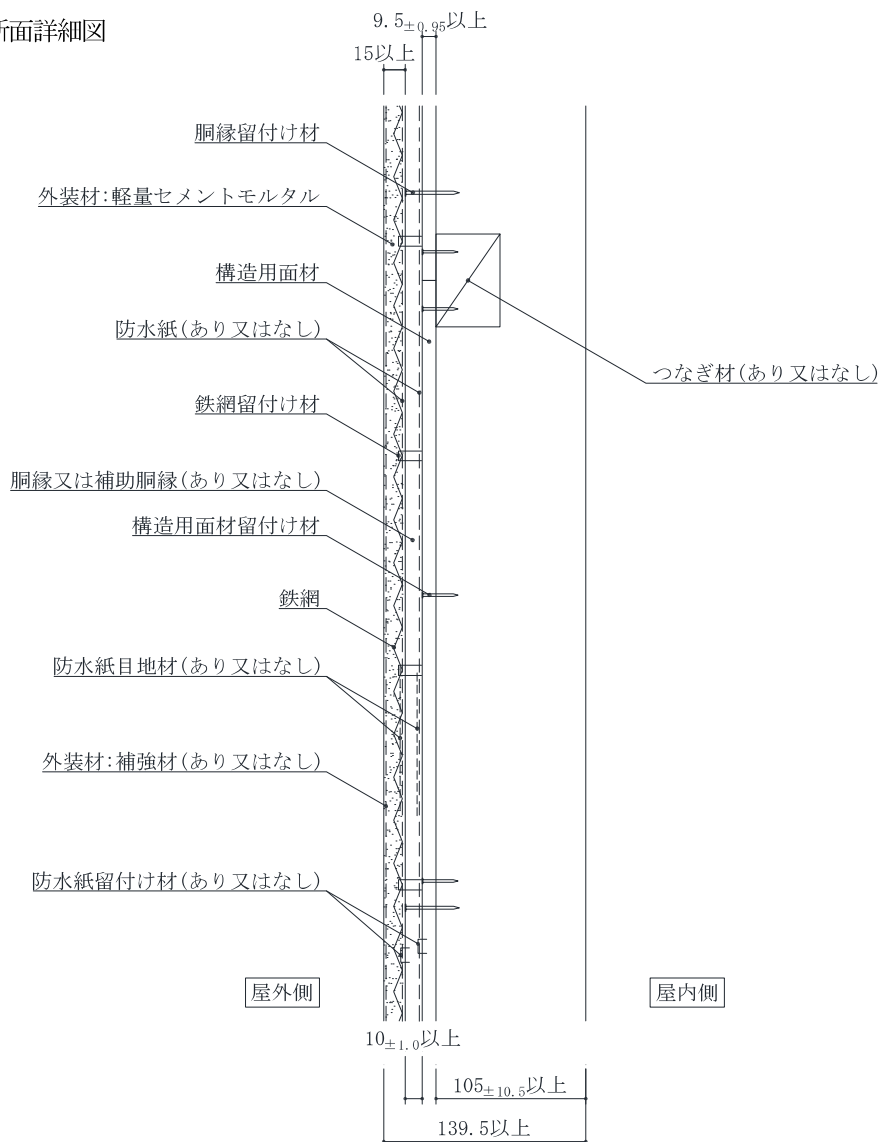 面詳細図
9.5±0.95以上
15以上
胴縁留付け材
外装材:軽量セメントモルタル
構造用面材
防水紙(あり又はなし)
つなぎ材(あり又はなし)
鉄網留付け材
胴縁又は補助胴縁(あり又はなし)
構造用面材留付け材
鉄網
防水紙目地材(あり又はなし)
外装材:補強材(あり又はなし)
防水紙留付け材(あり又はなし)
屋外側
屋内側
10±1.0以上
105±10.5以上
139.5以上